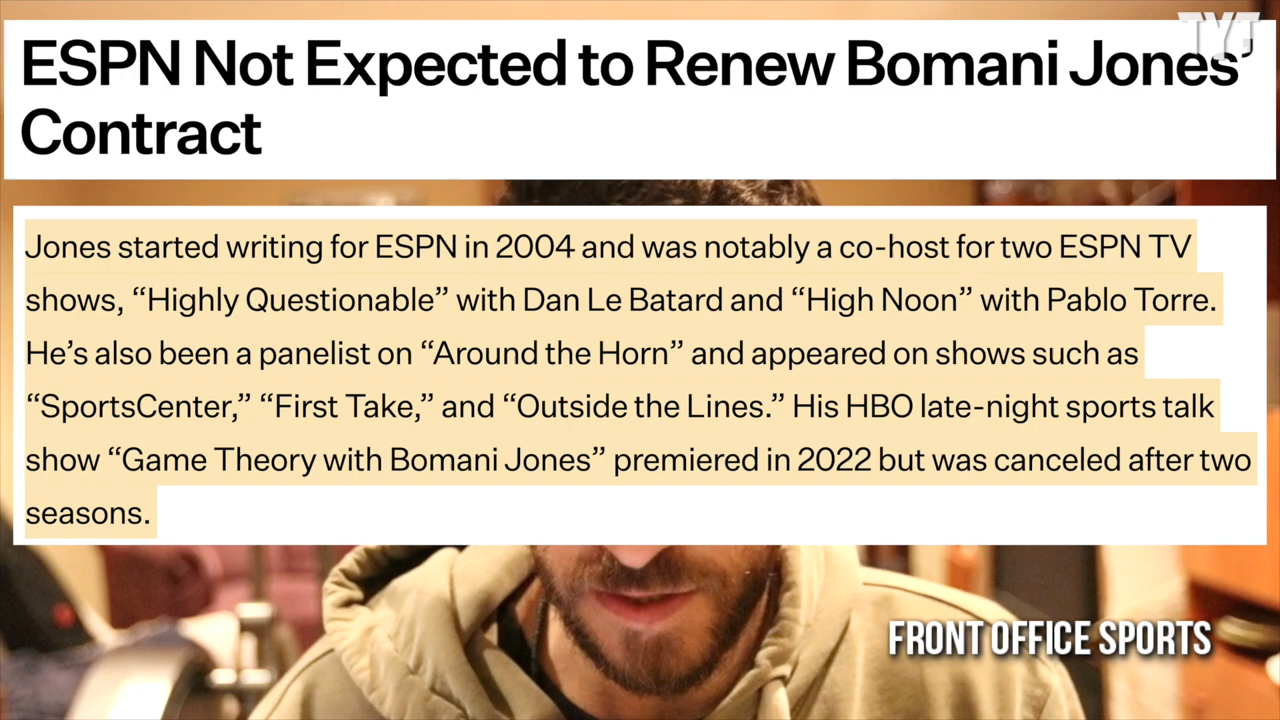 TYT
ESPN Not Expected to Renew Bomani Jones’
Contract
Jones started writing for ESPN in 2004 and was notably a co-host for two ESPN TV
shows, “Highly Questionable” with Dan Le Batard and “High Noon” with Pablo Torre.
He’s also been a panelist on “Around the Horn” and appeared on shows such as
“SportsCenter,” “First Take,” and “Outside the Lines.” His HBO late-night sports talk
show “Game Theory with Bomani Jones” premiered in 2022 but was canceled after two
seasons.
FRONT OFFICE SPORTS